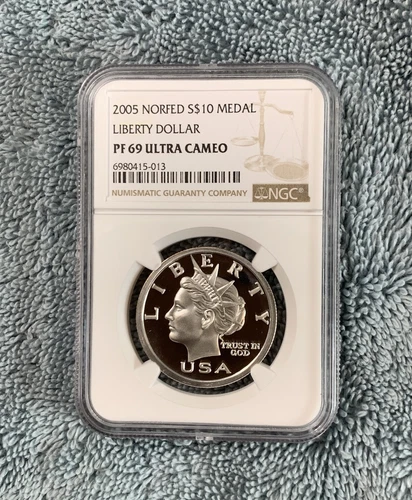 2005 NORFED S$10 MEDAL
LIBERTY DOLLAR
PF 69 ULTRA CAMEO
6980415-013
NUMISMATIC GUARANTY COMPANY
NGC®
LIBERTY
TRUST IN
GOD
USA